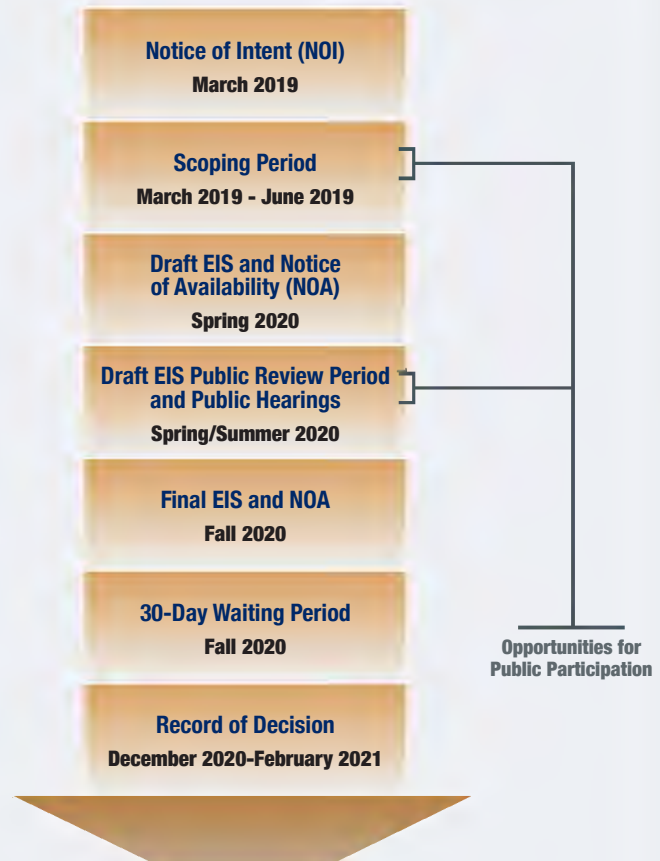 Notice of Intent (NOI)
March 2019
Scoping Period
March 2019 - June 2019
Draft EIS and Notice
of Availability (NOA)
Spring 2020
Draft EIS Public Review Period
and Public Hearings
Spring/Summer 2020
Final EIS and NOA
Fall 2020
30-Day Waiting Period
Fall 2020
Opportunities for
Public Participation
Record of Decision
December 2020-February 2021